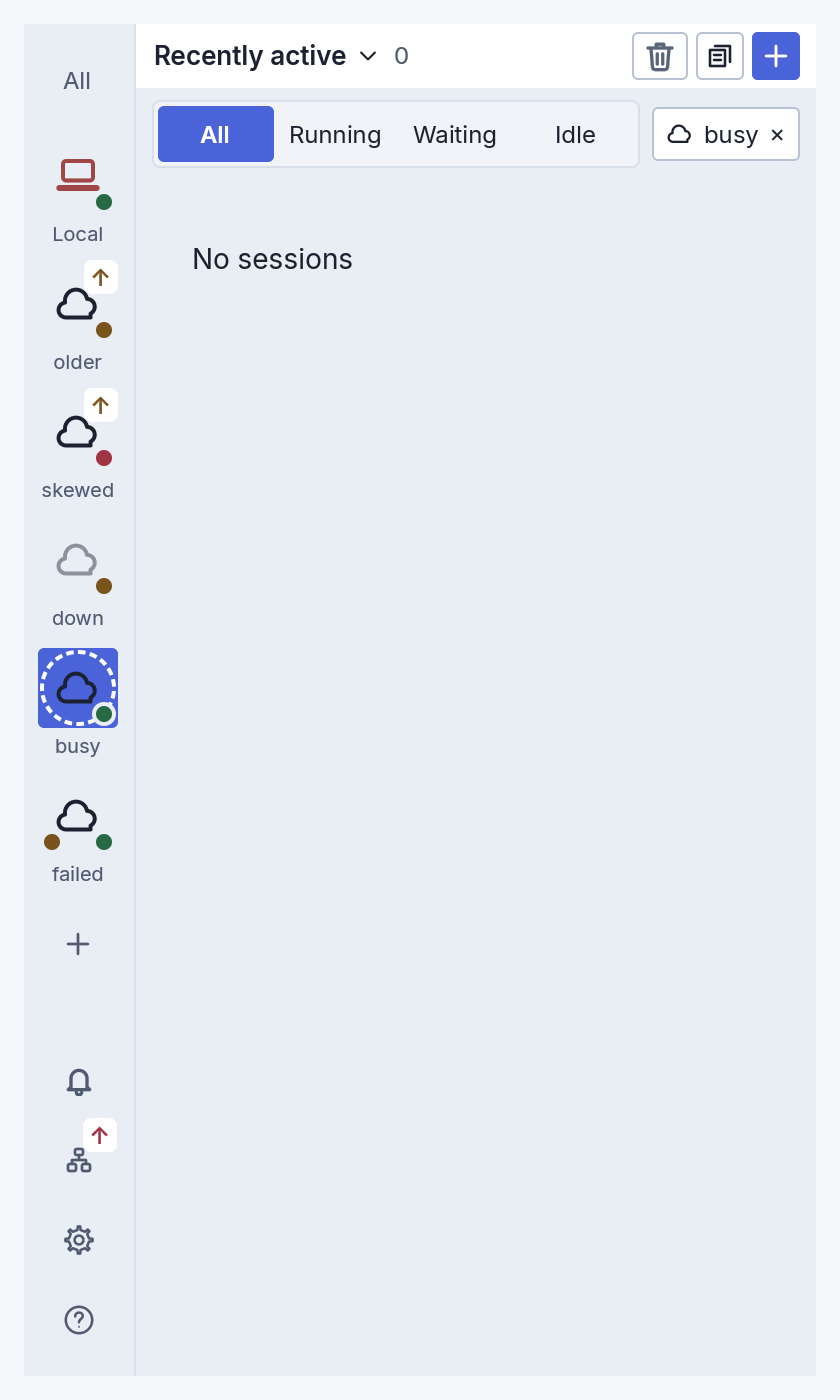 All
Local
older
skewed
down
busy
failed
Recently active 0
All Running Waiting Idle
busy ×
No sessions